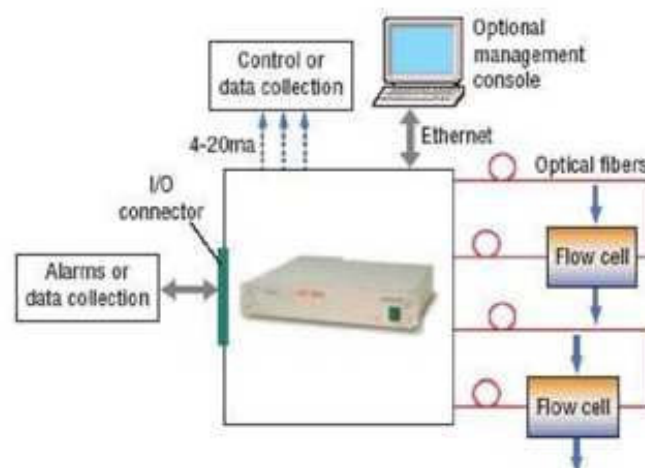 Control or
data collection
Optional
management
console
4-20ma
Ethernet
I/O
connector
Optical fibers
Alarms or
data collection
Flow cell
Flow cell